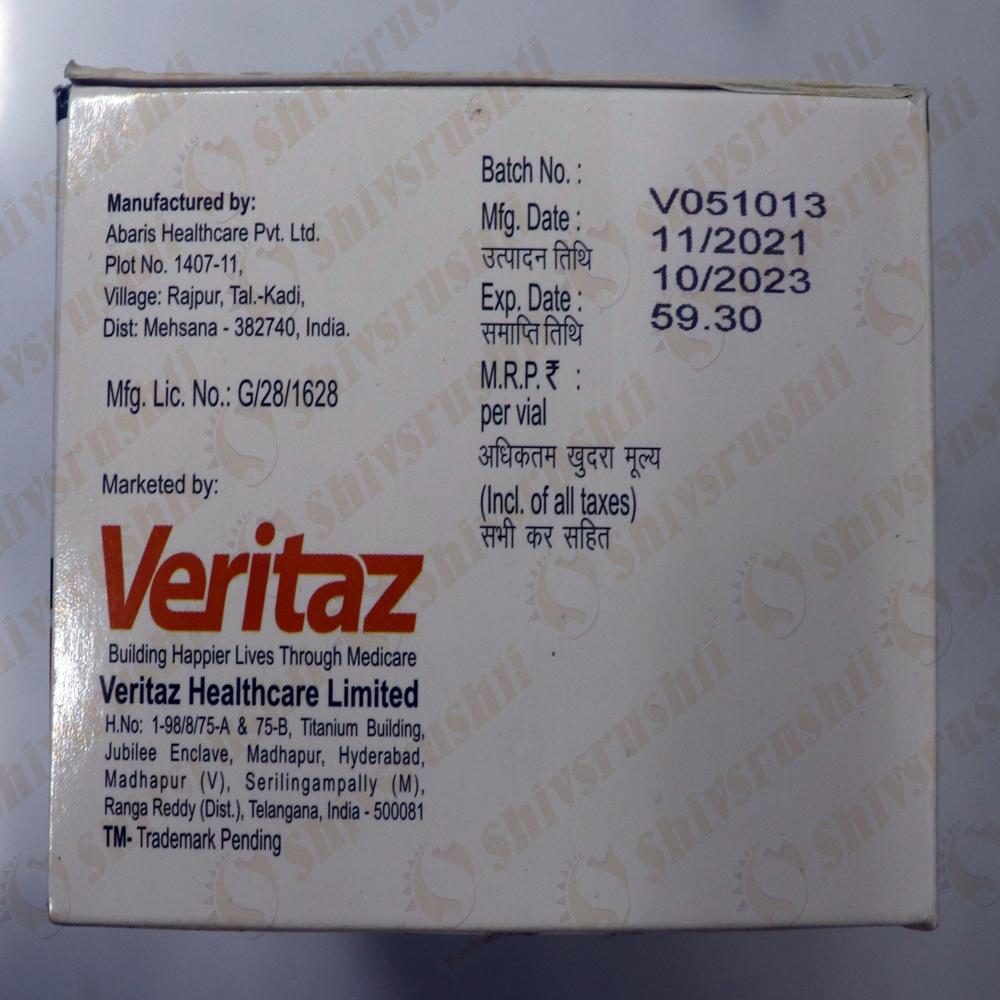 Manufactured by:
Abaris Healthcare Pvt. Ltd.
Plot No. 1407-11,
Village: Rajpur, Tal.-Kadi,
Dist: Mehsana - 382740, India.
Mfg. Lic. No.: G/28/1628
Marketed by:
Veritaz
Building Happier Lives Through Medicare
Veritaz Healthcare Limited
H.No: 1-98/8/75-A & 75-B, Titanium Building,
Jubilee Enclave, Madhapur, Hyderabad,
Madhapur (V), Serilingampally (M),
Ranga Reddy (Dist.), Telangana, India - 500081
TM- Trademark Pending
Batch No. :
Mfg. Date :
उत्पादन तिथि
Exp. Date :
समाप्ति तिथि
M.R.P. ₹ :
per vial
अधिकतम खुदरा मूल्य
(Incl. of all taxes)
सभी कर सहित
V051013
11/2021
10/2023
59.30
Shivsrushti